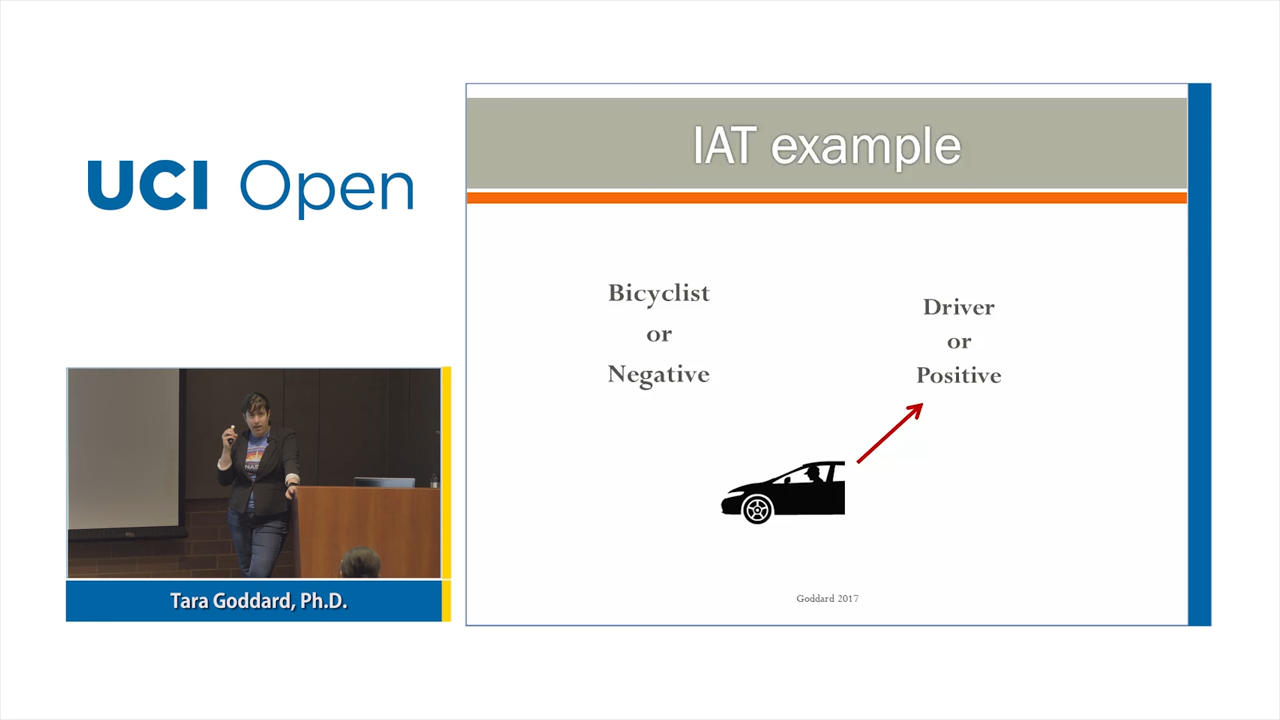 UCI Open
IAT example
Bicyclist
or
Negative
Driver
or
Positive
Goddard 2017
Tara Goddard, Ph.D.